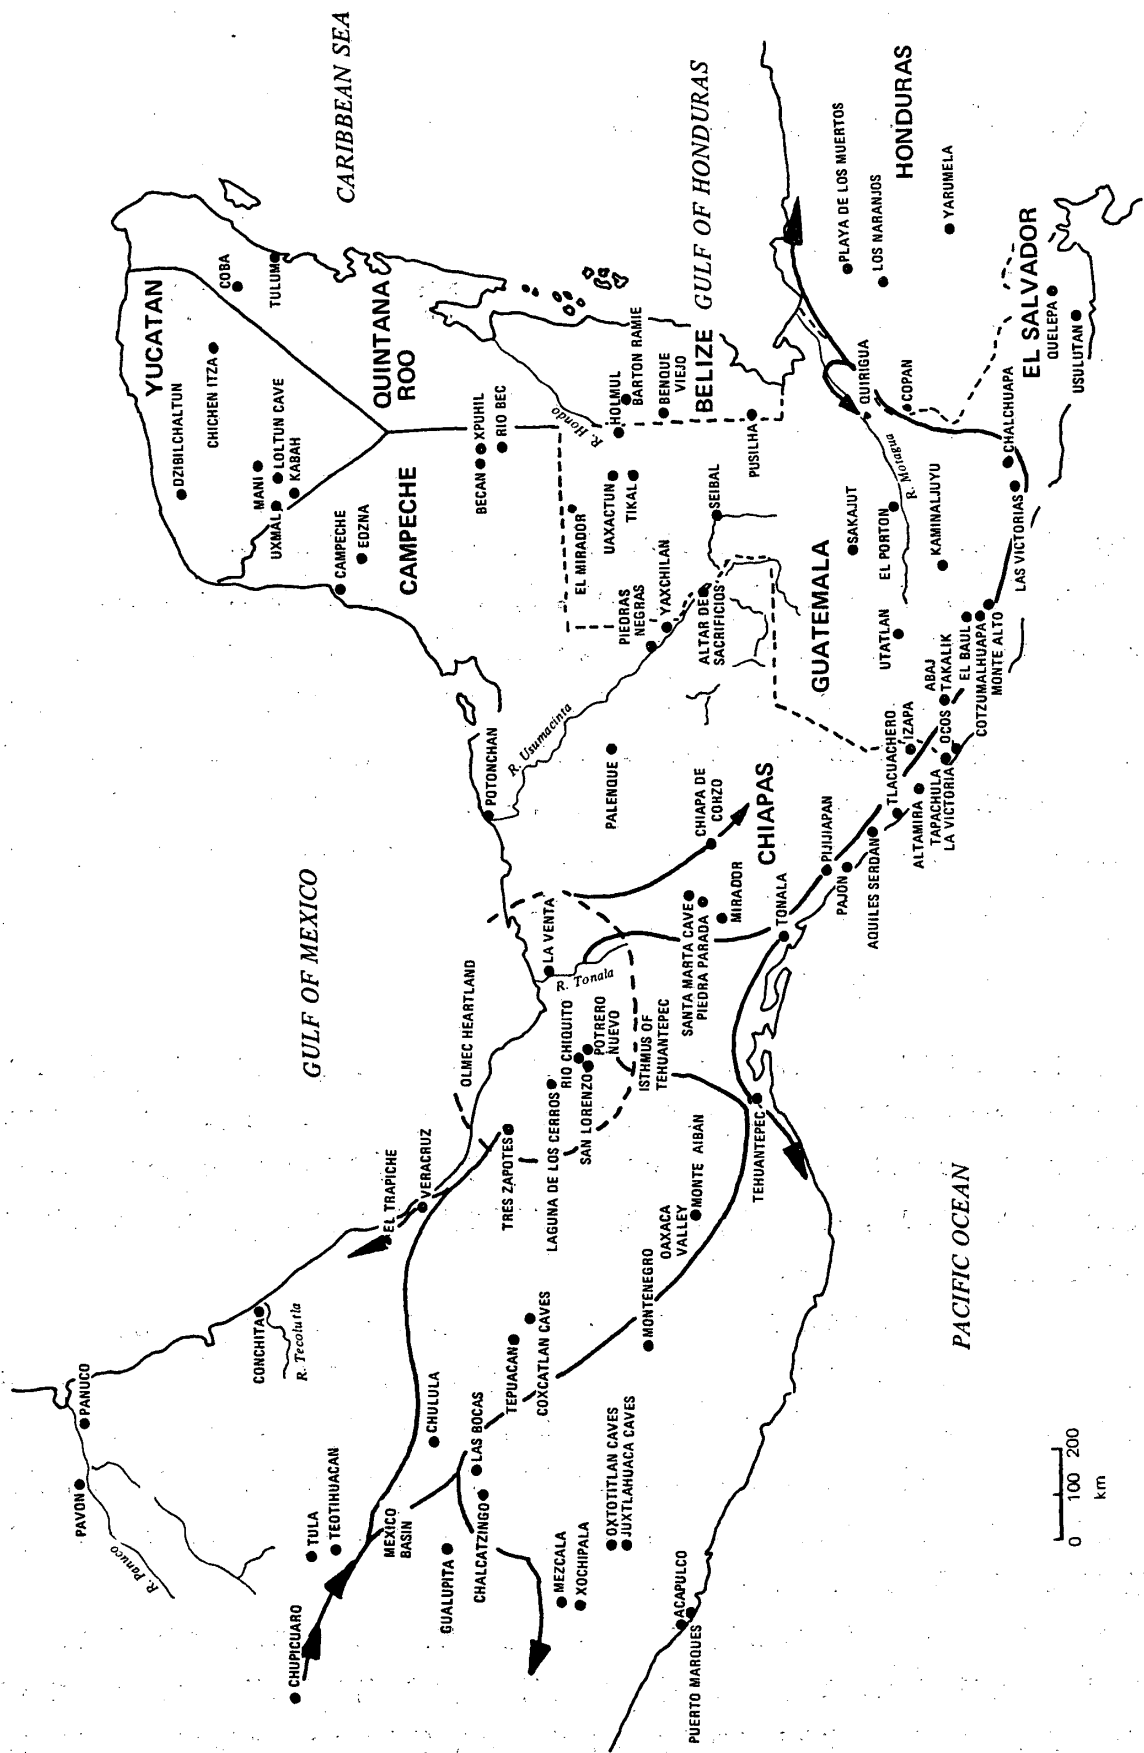 CARIBBEAN SEA
GULF OF HONDURAS
HONDURAS
PLAYA DE LOS MUERTOS
LOS NARANJOS
YARUMELA
EL SALVADOR
QUELEPA
USULUTAN
YUCATAN
COBA
TULUM
DZIBILCHALTUN
CHICHEN ITZA
MANI
LOLTUN CAVE
KABAH
UXMAL
QUINTANA
ROO
CAMPECHE
EDZNA
CAMPECHE
BECAN
XPUHIL
RIO BEC
R. Hondo
HOLMUL
BARTON RAMIE
BENQUE
VIEJO
BELIZE
PUSILHA
QUIRIGUA
COPAN
CHALCHUAPA
R. Motagua
LAS VICTORIAS
EL MIRADOR
UAXACTUN
TIKAL
SEIBAL
PIEDRAS
NEGRAS
YAXCHILAN
ALTAR DE
SACRIFICIOS
GUATEMALA
SAKAJUT
EL PORTON
KAMINALJUYU
UTATLAN
ABAJ
TAKALIK
EL BAUL
COTZUMALHUAPA
MONTE ALTO
POTONCHAN
R. Usumacinta
PALENQUE
CHIAPA DE
CORZO
CHIAPAS
TLACUACHERO
IZAPA
OCOS
ALTAMIRA
TAPACHULA
LA VICTORIA
PIJIJIAPAN
PAJON
AQUILES SERDAN
TONALA
MIRADOR
SANTA MARTA CAVE
PIEDRA PARADA
GULF OF MEXICO
OLMEC HEARTLAND
LA VENTA
R. Tonala
RIO CHIQUITO
POTRERO
NUEVO
SAN LORENZO
LAGUNA DE LOS CERROS
TRES ZAPOTES
ISTHMUS OF
TEHUANTEPEC
TEHUANTEPEC
VERACRUZ
EL TRAPICHE
OAXACA
VALLEY
MONTE AIBÁN
MONTENEGRO
PACIFIC OCEAN
CONCHITA
R. Tecolutla
TEPUACAN
COXCATLAN CAVES
PANUCO
PAVON
R. Panuco
CHULULA
LAS BOCAS
CHALCATZINGO
OXTOTITLAN CAVES
JUXTLAHUACA CAVES
TULA
TEOTIHUACAN
MEXICO
BASIN
GUALUPITA
MEZCALA
XOCHIPALA
CHUPICUARO
ACAPULCO
PUERTO MARQUES
0 100 200
km